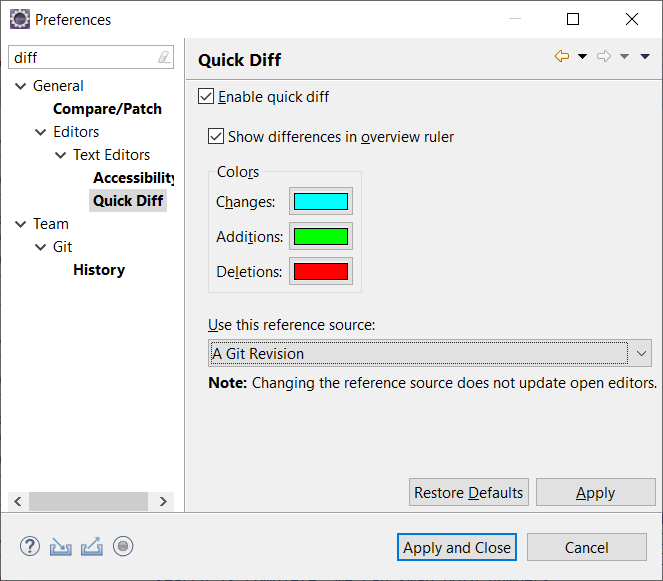 Preferences
diff
General
Compare/Patch
Editors
Text Editors
Accessibility
Quick Diff
Team
Git
History
Quick Diff
Enable quick diff
Show differences in overview ruler
Colors
Changes:
Additions:
Deletions:
Use this reference source:
A Git Revision
Note: Changing the reference source does not update open editors.
Restore Defaults
Apply
Apply and Close
Cancel